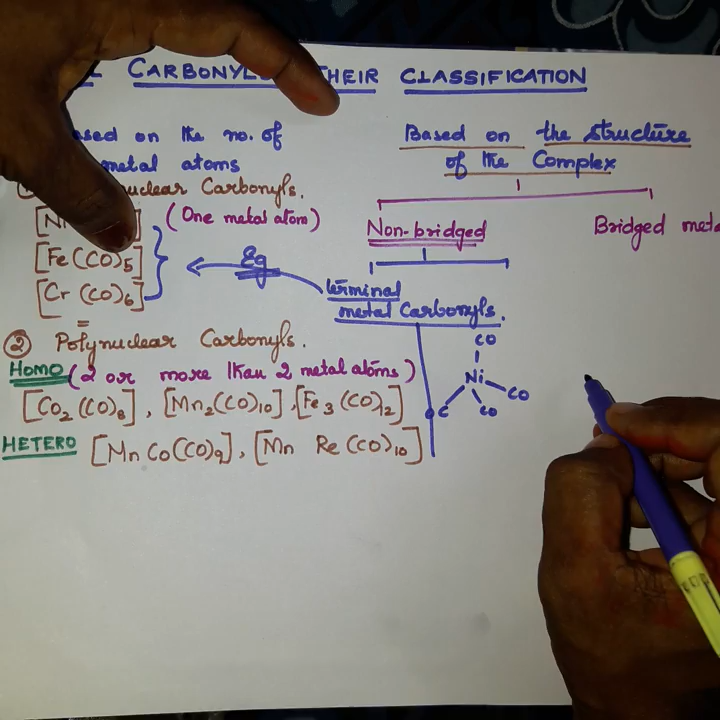 CARBONYLS THEIR CLASSIFICATION
Based on the no. of
metal atoms
nuclear Carbonyls.
(One metal atom)
[Fe(CO)5]
[Cr (CO)6]
Eg
② Polynuclear Carbonyls.
HOMO (2 or more than 2 metal atoms)
[Co2(CO)8], [Mn2(CO)10], [Fe3(CO)12]
HETERO [MnCo(CO)9], [Mn Re(CO)10]
Based on the structure
of the Complex
Non-bridged
Bridged meta
terminal
metal Carbonyls.
CO
Ni
CO
OC
CO